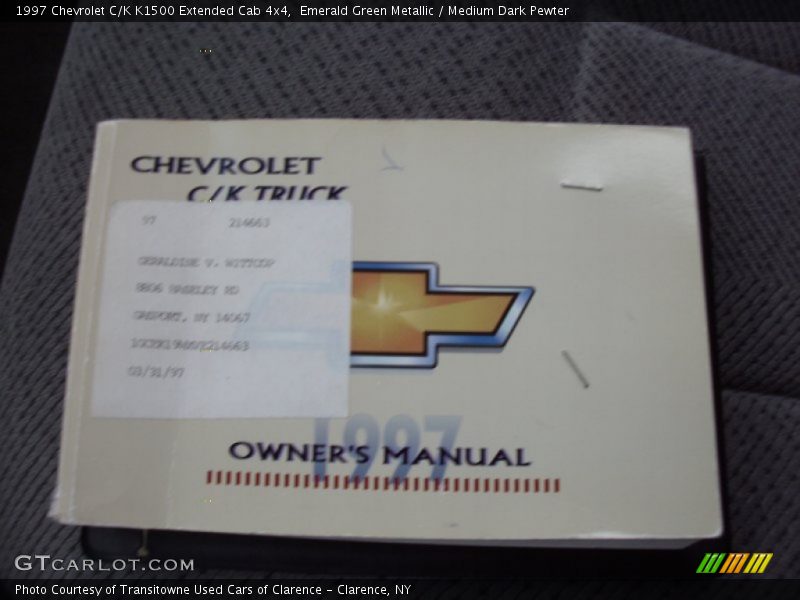 1997 Chevrolet C/K K1500 Extended Cab 4x4,  Emerald Green Metallic / Medium Dark Pewter
CHEVROLET
C/K TRUCK
97 214663
GERALDINE V. WITTCOP
8806 HASELEY RD
GASPORT, NY 14067
03/31/97
1997
OWNER'S MANUAL
GTCARLOT.COM
Photo Courtesy of Transitowne Used Cars of Clarence - Clarence, NY